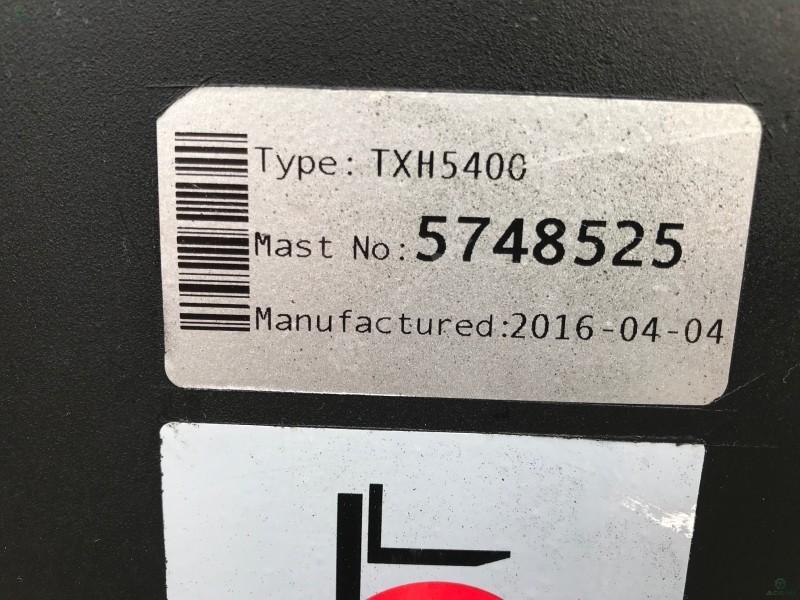 Type: TXH5400
Mast No:5748525
Manufactured:2016-04-04